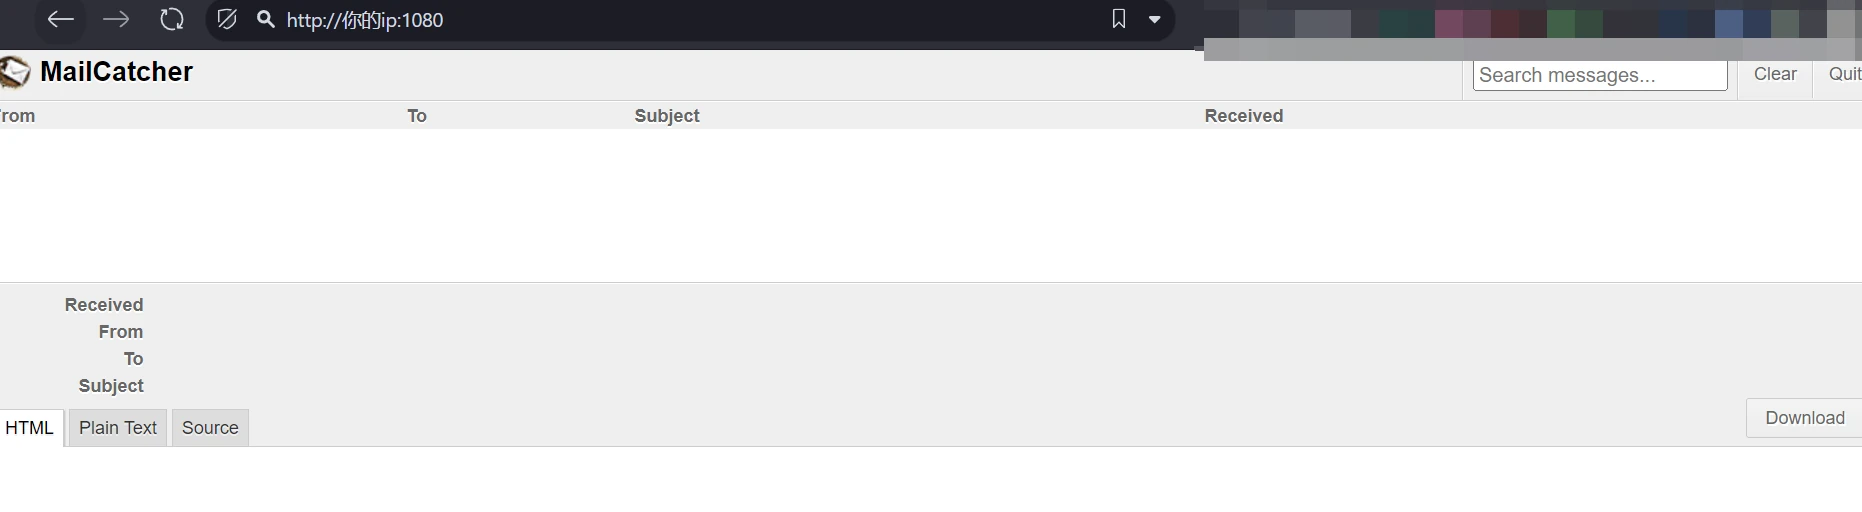 http://你的ip:1080
MailCatcher
Search messages...
Clear
Quit
From To Subject Received
Received
From
To
Subject
HTML Plain Text Source
Download